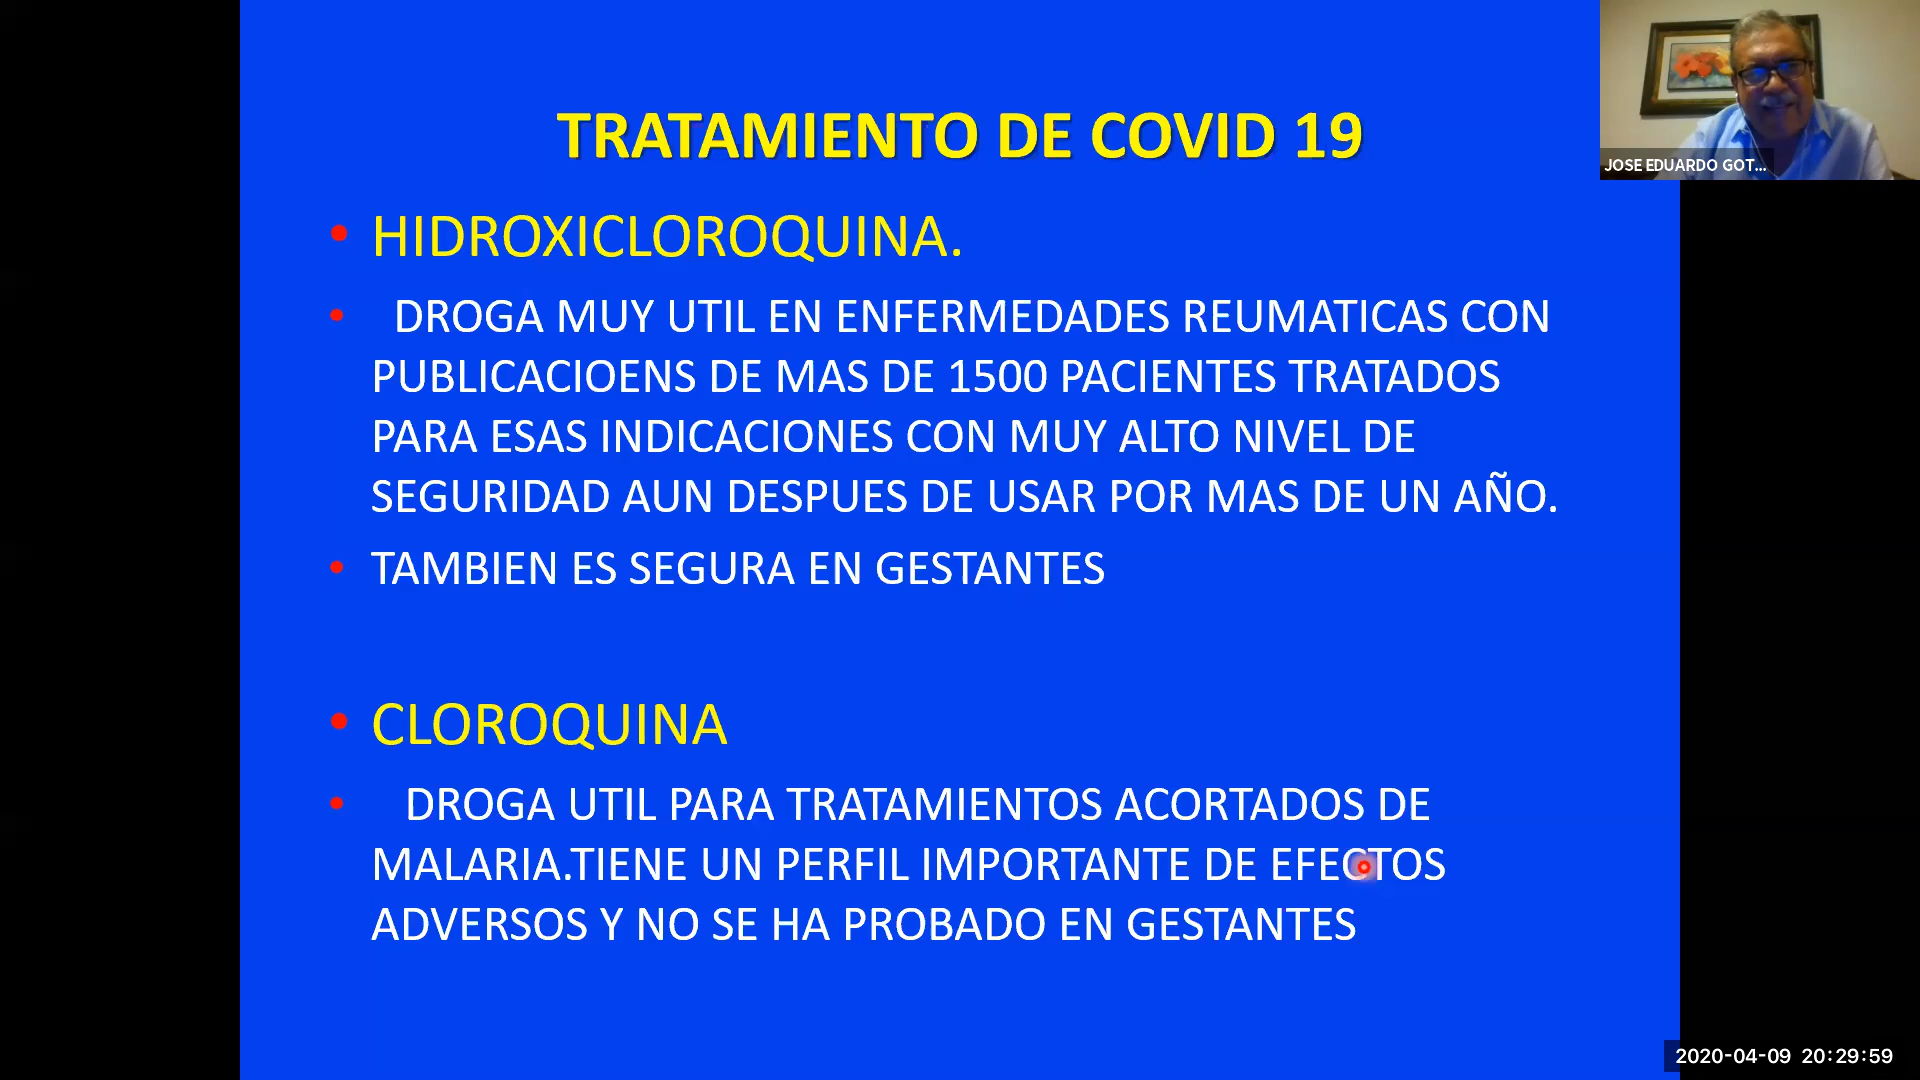 TRATAMIENTO DE COVID 19
JOSE EDUARDO GOT...
• HIDROXICLOROQUINA.
• DROGA MUY UTIL EN ENFERMEDADES REUMATICAS CON
PUBLICACIOENS DE MAS DE 1500 PACIENTES TRATADOS
PARA ESAS INDICACIONES CON MUY ALTO NIVEL DE
SEGURIDAD AUN DESPUES DE USAR POR MAS DE UN AÑO.
• TAMBIEN ES SEGURA EN GESTANTES
• CLOROQUINA
• DROGA UTIL PARA TRATAMIENTOS ACORTADOS DE
MALARIA.TIENE UN PERFIL IMPORTANTE DE EFECTOS
ADVERSOS Y NO SE HA PROBADO EN GESTANTES
2020-04-09 20:29:59